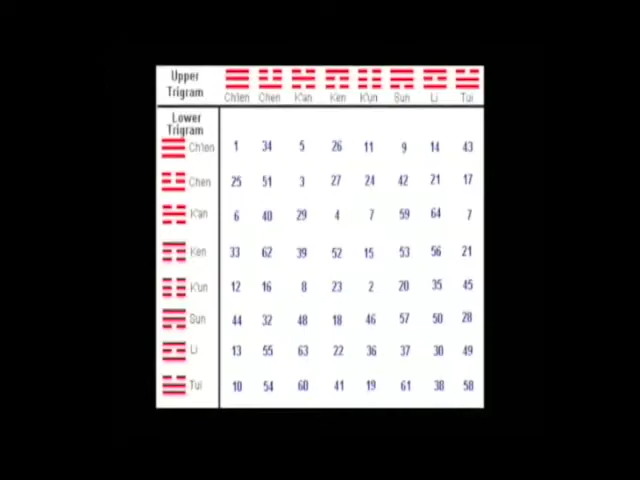 Upper Trigram Ch'ien Chen K'an Ken K'un Sun Li Tui
Lower Trigram
Ch'ien 1 34 5 26 11 9 14 43
Chen 25 51 3 27 24 42 21 17
K'an 6 40 29 4 7 59 64 7
Ken 33 62 39 52 15 53 56 21
K'un 12 16 8 23 2 20 35 45
Sun 44 32 48 18 46 57 50 28
Li 13 55 63 22 36 37 30 49
Tui 10 54 60 41 19 61 38 58